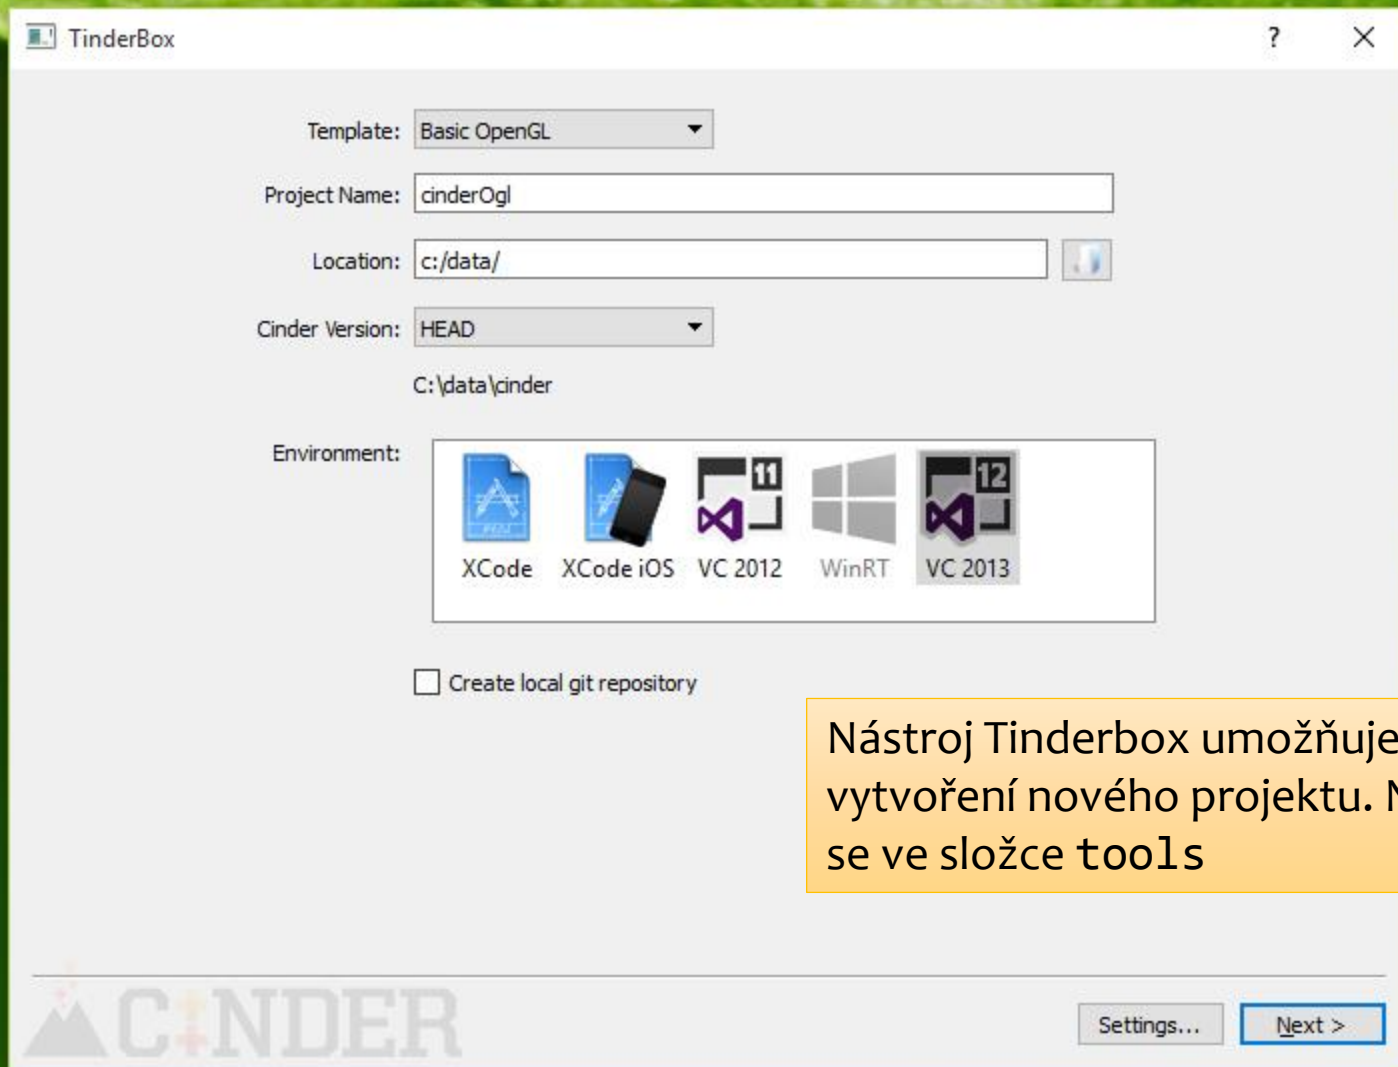 TinderBox ?
Template: Basic OpenGL
Project Name: cinderOgl
Location: c:/data/
Cinder Version: HEAD
C:\data\cinder
Environment:
11 12
XCode XCode iOS VC 2012 WinRT VC 2013
Create local git repository
Nástroj Tinderbox umožňuje
vytvoření nového projektu.
se ve složce tools
CINDER
Settings... Next >